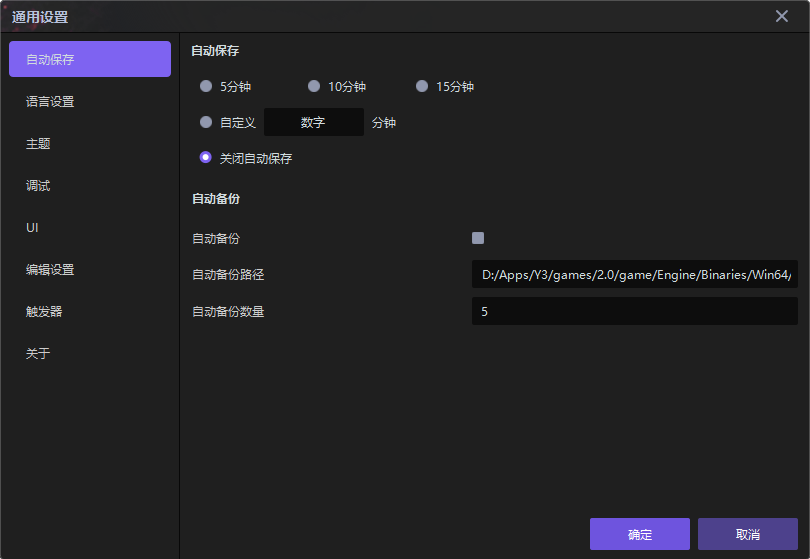 通用设置
自动保存
语言设置
主题
调试
UI
编辑设置
触发器
关于
自动保存
5分钟 10分钟 15分钟
自定义 数字 分钟
关闭自动保存
自动备份
自动备份
自动备份路径 D:/Apps/Y3/games/2.0/game/Engine/Binaries/Win64/
自动备份数量 5
确定 取消